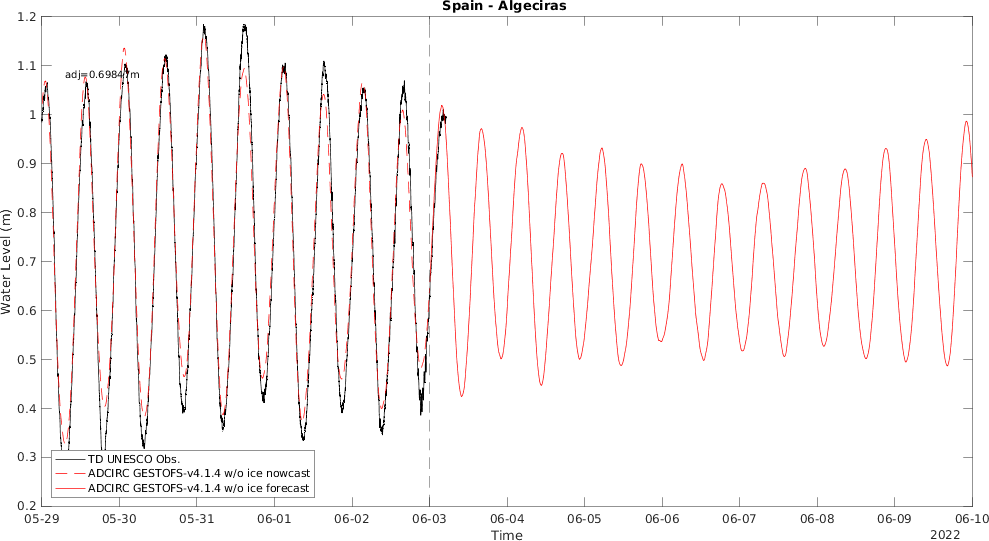 Spain - Algeciras
1.2
1.1
1
0.9
0.8
0.7
0.6
0.5
0.4
0.3
0.2
Water Level (m)
adj=0.6984 m
TD UNESCO Obs.
ADCIRC GESTOFS-v4.1.4 w/o ice nowcast
ADCIRC GESTOFS-v4.1.4 w/o ice forecast
05-29 05-30 05-31 06-01 06-02 06-03 06-04 06-05 06-06 06-07 06-08 06-09 06-10
Time
2022